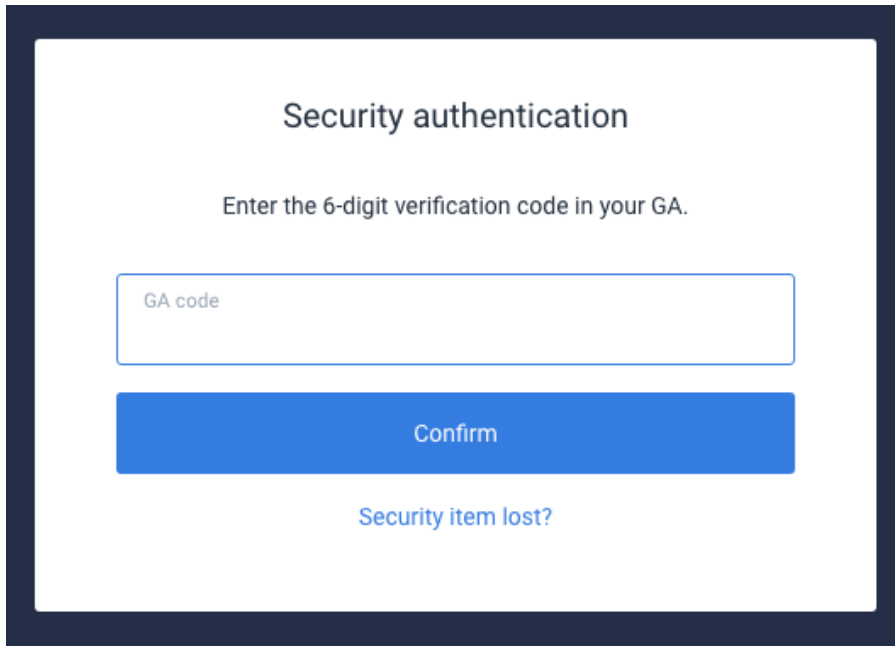 Security authentication
Enter the 6-digit verification code in your GA.
GA code
Confirm
Security item lost?